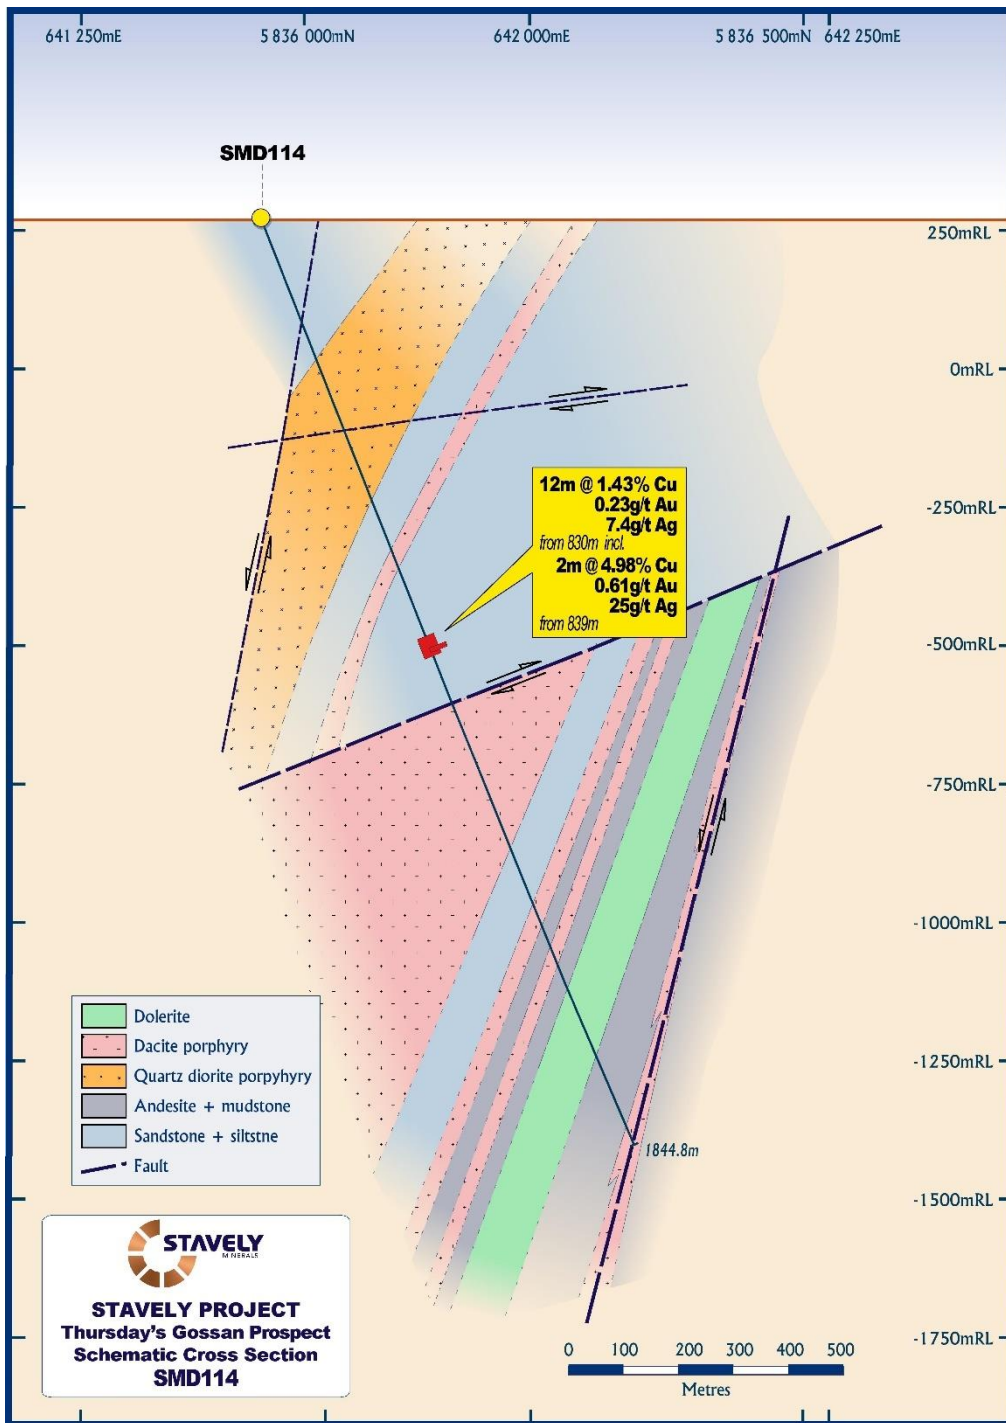 641 250mE 5 836 000mN 642 000mE 5 836 500mN 642 250mE
SMD114
250mRL
0mRL
-250mRL
12m @ 1.43% Cu
0.23g/t Au
7.4g/t Ag
from 830m incl.
2m @ 4.98% Cu
0.61g/t Au
25g/t Ag
from 839m
-500mRL
-750mRL
-1000mRL
Dolerite
Dacite porphyry
Quartz diorite porpyhyry
Andesite + mudstone
Sandstone + siltstne
Fault
-1250mRL
1844.8m
-1500mRL
STAVELY
MINERALS
STAVELY PROJECT
Thursday's Gossan Prospect
Schematic Cross Section
SMD114
-1750mRL
0 100 200 300 400 500
Metres